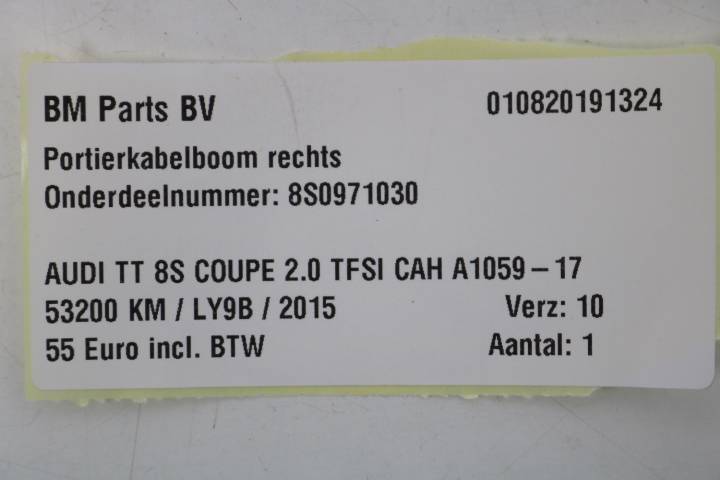 BM Parts BV 010820191324
Portierkabelboom rechts
Onderdeelnummer: 8S0971030
AUDI TT 8S COUPE 2.0 TFSI CAH A1059-17
53200 KM / LY9B / 2015 Verz: 10
55 Euro incl. BTW Aantal: 1